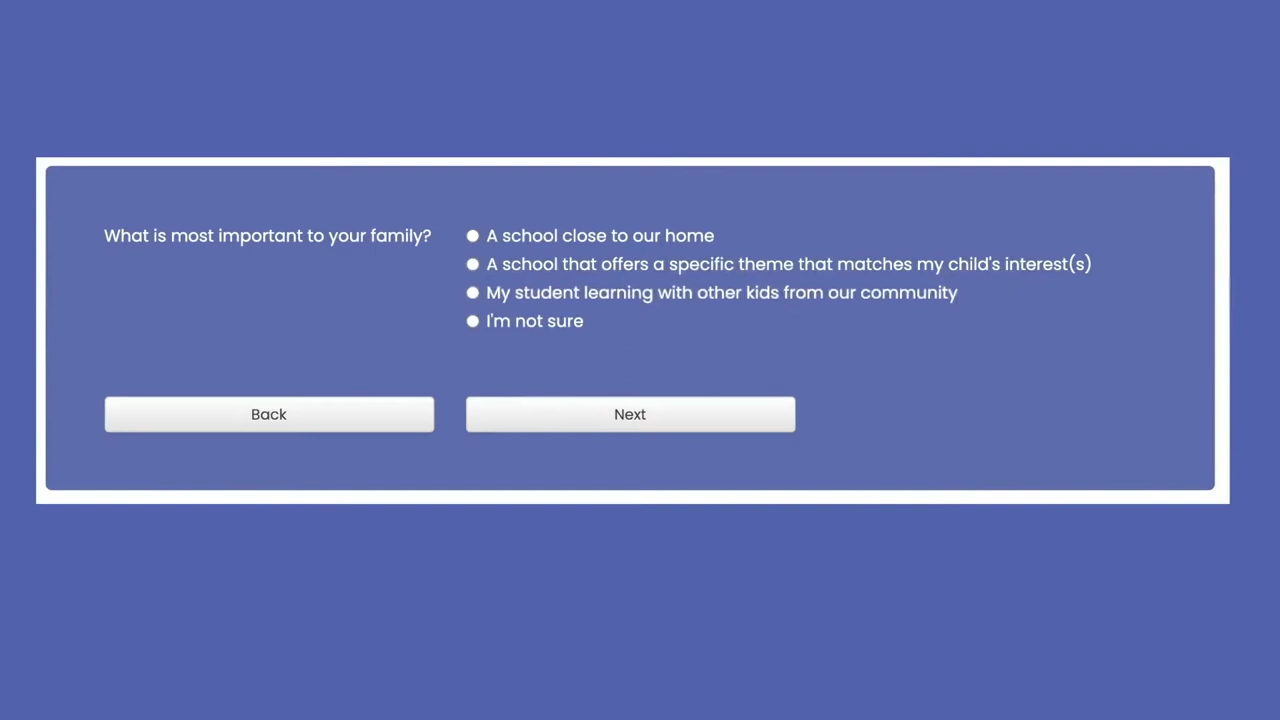 What is most important to your family?
A school close to our home
A school that offers a specific theme that matches my child's interest(s)
My student learning with other kids from our community
I'm not sure
Back
Next